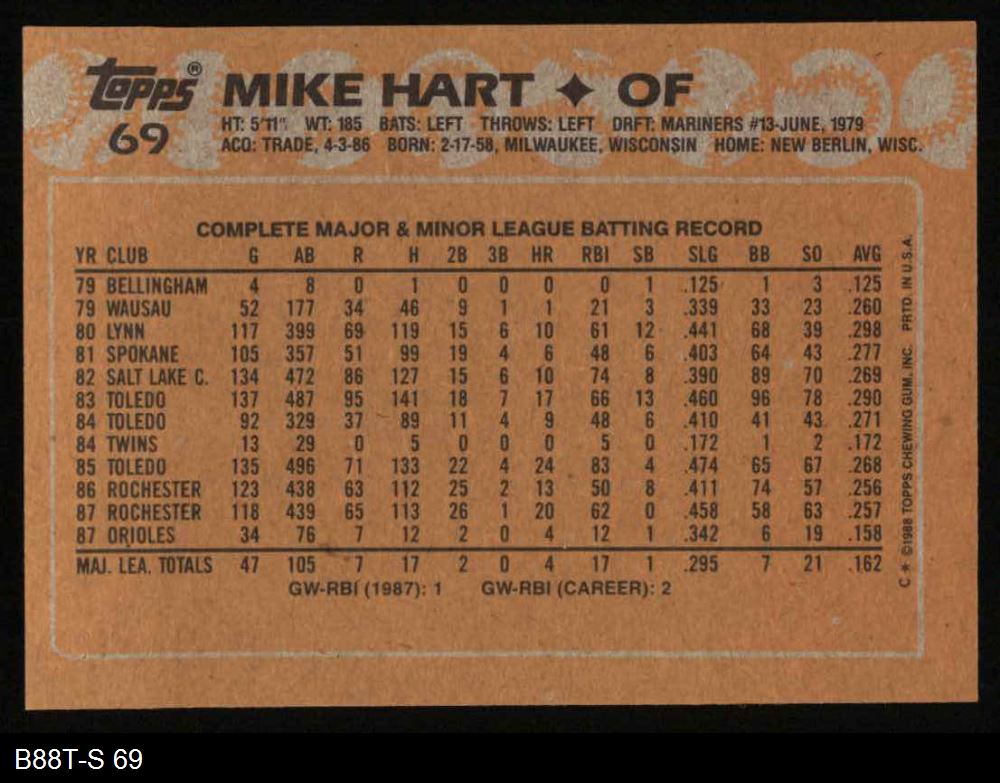 topps® MIKE HART ✦ OF
69
HT: 5'11" WT: 185 BATS: LEFT THROWS: LEFT DRFT: MARINERS #13-JUNE, 1979
ACQ: TRADE, 4-3-86 BORN: 2-17-58, MILWAUKEE, WISCONSIN HOME: NEW BERLIN, WISC.
COMPLETE MAJOR & MINOR LEAGUE BATTING RECORD
YR CLUB G AB R H 2B 3B HR RBI SB SLG BB SO AVG
79 BELLINGHAM 4 8 0 1 0 0 0 0 1 .125 1 3 .125
79 WAUSAU 52 177 34 46 9 1 1 21 3 .339 33 23 .260
80 LYNN 117 399 69 119 15 6 10 61 12 .441 68 39 .298
81 SPOKANE 105 357 51 99 19 4 6 48 6 .403 64 43 .277
82 SALT LAKE C. 134 472 86 127 15 6 10 74 8 .390 89 70 .269
83 TOLEDO 137 487 95 141 18 7 17 66 13 .460 96 78 .290
84 TOLEDO 92 329 37 89 11 4 9 48 6 .410 41 43 .271
84 TWINS 13 29 0 5 0 0 0 5 0 .172 1 2 .172
85 TOLEDO 135 496 71 133 22 4 24 83 4 .474 65 67 .268
86 ROCHESTER 123 438 63 112 25 2 13 50 8 .411 74 57 .256
87 ROCHESTER 118 439 65 113 26 1 20 62 0 .458 58 63 .257
87 ORIOLES 34 76 7 12 2 0 4 12 1 .342 6 19 .158
MAJ. LEA. TOTALS 47 105 7 17 2 0 4 17 1 .295 7 21 .162
GW-RBI (1987): 1 GW-RBI (CAREER): 2
C * ©1988 TOPPS CHEWING GUM, INC. PRTD. IN U.S.A.
B88T-S 69